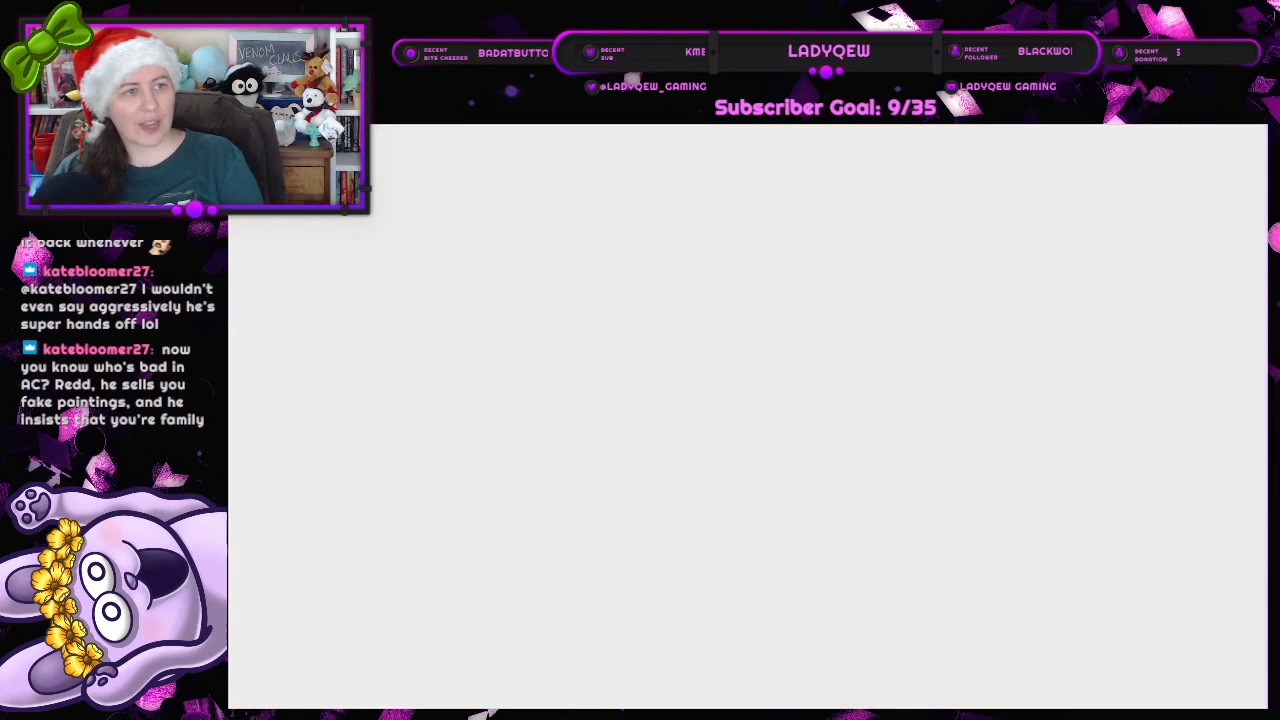 VENOM
CLAUS
RECENT
BITS CHEERED
BADATBUTTO
RECENT
SUB
KME
LADYQEW
RECENT
FOLLOWER
BLACKWO
RECENT
DONATION
@LADYQEW_GAMING
LADYQEW GAMING
Subscriber Goal: 9/35
it back whenever
katebloomer27:
@katebloomer27 I wouldn't
even say aggressively he's
super hands off lol
katebloomer27: now
you know who's bad in
AC? Redd, he sells you
fake paintings, and he
insists that you're family